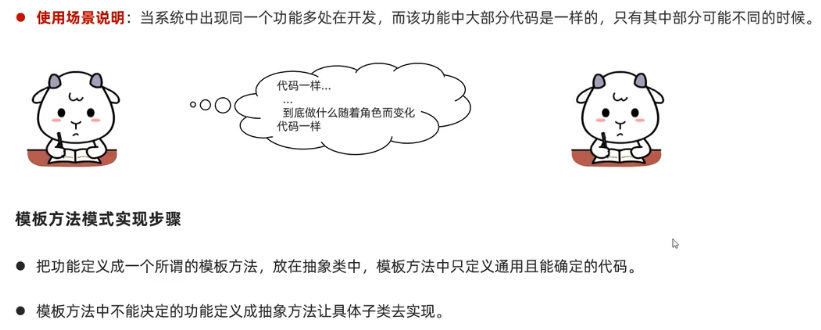 使用场景说明：当系统中出现同一个功能多处在开发，而该功能中大部分代码是一样的，只有其中部分可能不同的时候。
代码一样...
...
到底做什么随着角色而变化
代码一样
模板方法模式实现步骤
把功能定义成一个所谓的模板方法，放在抽象类中，模板方法中只定义通用且能确定的代码。
模板方法中不能决定的功能定义成抽象方法让具体子类去实现。